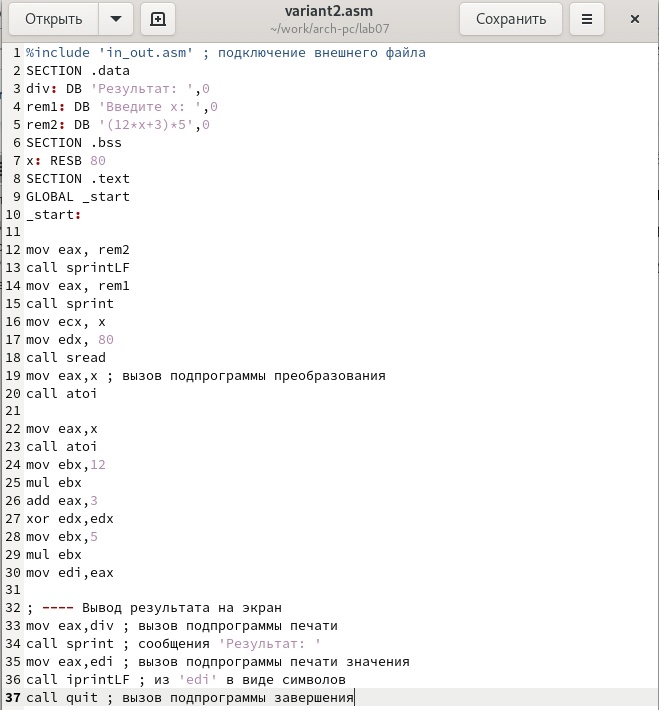 Открыть
variant2.asm
~/work/arch-pc/lab07
Сохранить
1 %include 'in_out.asm' ; подключение внешнего файла
2 SECTION .data
3 div: DB 'Результат: ',0
4 rem1: DB 'Введите x: ',0
5 rem2: DB '(12*x+3)*5',0
6 SECTION .bss
7 x: RESB 80
8 SECTION .text
9 GLOBAL _start
10 _start:
11
12 mov eax, rem2
13 call sprintLF
14 mov eax, rem1
15 call sprint
16 mov ecx, x
17 mov edx, 80
18 call sread
19 mov eax,x ; вызов подпрограммы преобразования
20 call atoi
21
22 mov eax,x
23 call atoi
24 mov ebx,12
25 mul ebx
26 add eax,3
27 xor edx,edx
28 mov ebx,5
29 mul ebx
30 mov edi,eax
31
32 ; ---- Вывод результата на экран
33 mov eax,div ; вызов подпрограммы печати
34 call sprint ; сообщения 'Результат: '
35 mov eax,edi ; вызов подпрограммы печати значения
36 call iprintLF ; из 'edi' в виде символов
37 call quit ; вызов подпрограммы завершения